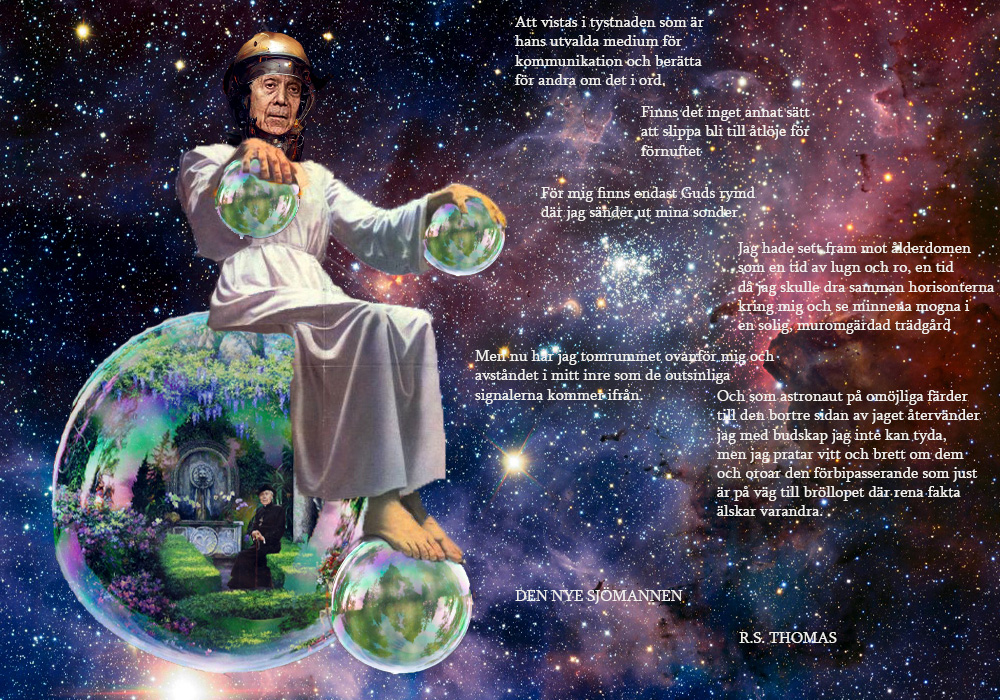 Att vistas i tystnaden som är
hans utvalda medium för
kommunikation och berätta
för andra om det i ord.
Finns det inget annat sätt
att slippa bli till åtlöje för
förnuftet
För mig finns endast Guds rymd
där jag sänder ut mina sonder.
Jag hade sett fram mot ålderdomen
som en tid av lugn och ro, en tid
då jag skulle dra samman horisonterna
kring mig och se minnena mogna i
en solig, muromgärdad trädgård
Men nu har jag tomrummet ovanför mig och
avståndet i mitt inre som de outsinliga
signalerna kommer ifrån.
Och som astronaut på omöjliga färder
till den bortre sidan av jaget återvänder
jag med budskap jag inte kan tyda,
men jag pratar vitt och brett om dem
och oroar den förbipasserande som just
är på väg till bröllopet där rena fakta
älskar varandra.
DEN NYE SJÖMANNEN
R.S. THOMAS